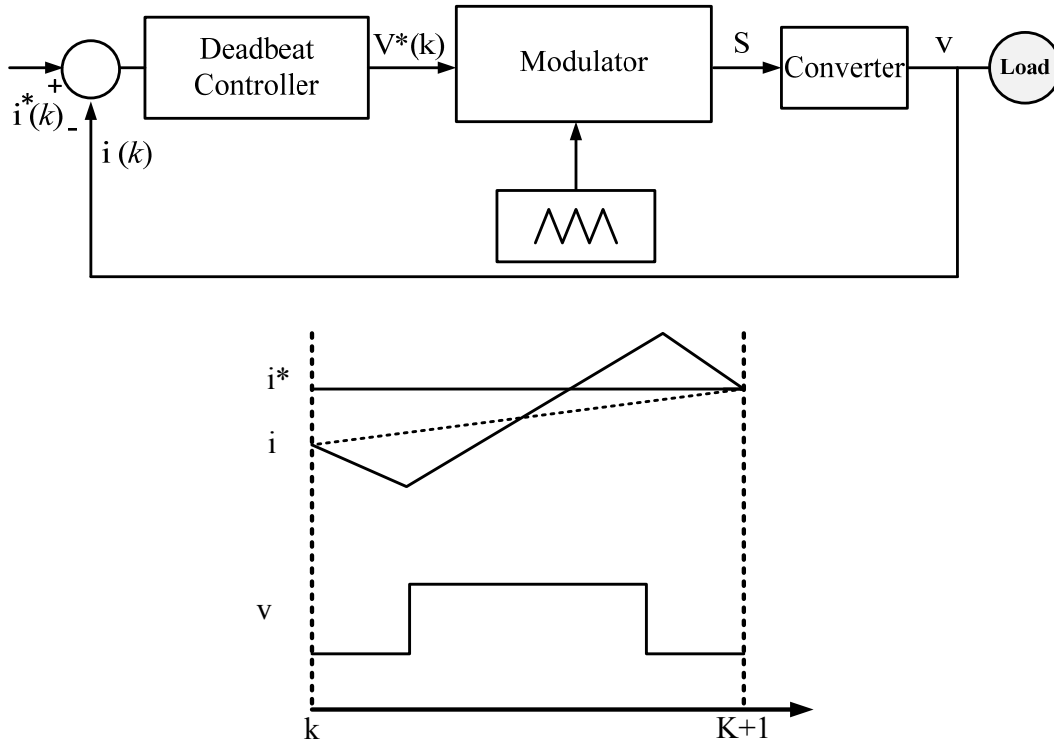 Deadbeat
Controller
V*(k)
Modulator
S
Converter
v
Load
+
i*(k)
-
i (k)
i*
i
v
k
K+1